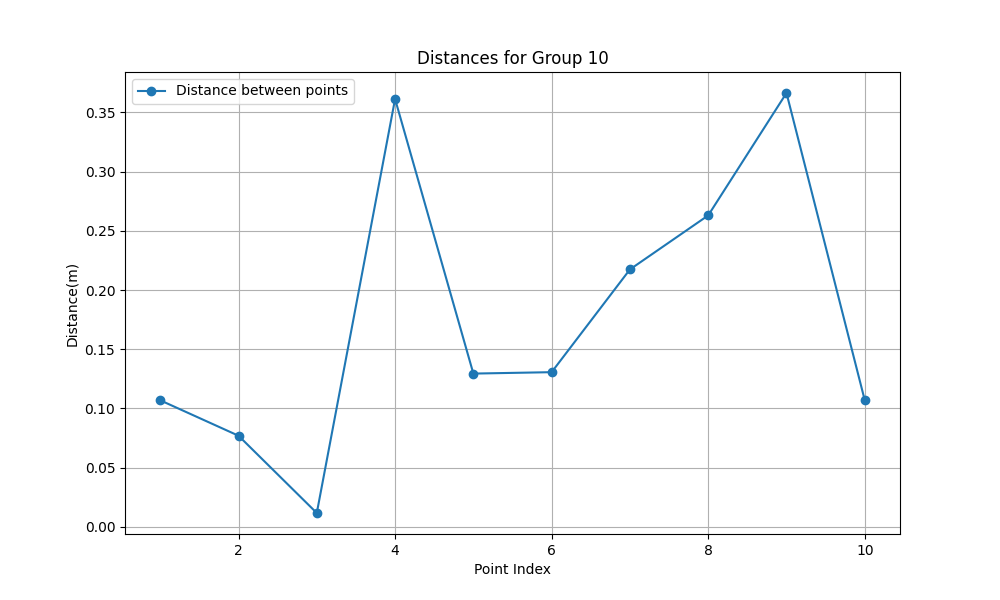 Distances for Group 10
Distance between points
0.35
0.30
0.25
0.20
0.15
0.10
0.05
0.00
Distance(m)
2 4 6 8 10
Point Index